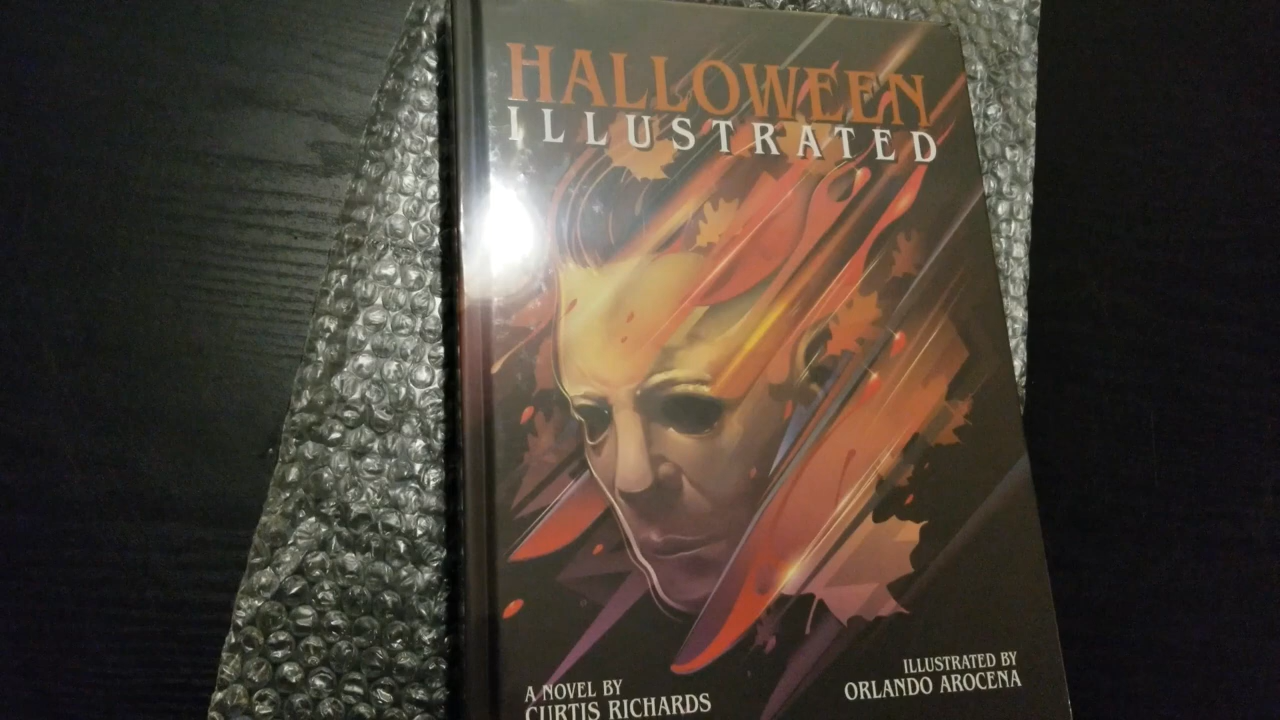 HALLOWEEN
ILLUSTRATED
A NOVEL BY
CURTIS RICHARDS
ILLUSTRATED BY
ORLANDO AROCENA